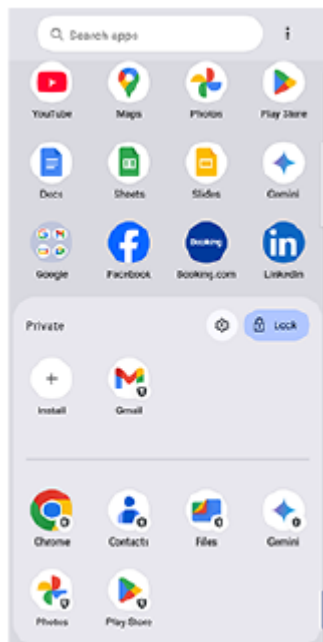 Search apps
YouTube Maps Photos Play Store
Docs Sheets Slides Gemini
Booking
Google Facebook Booking.com LinkedIn
Private Lock
Install Gmail
Chrome Contacts Files Gemini
Photos Play Store